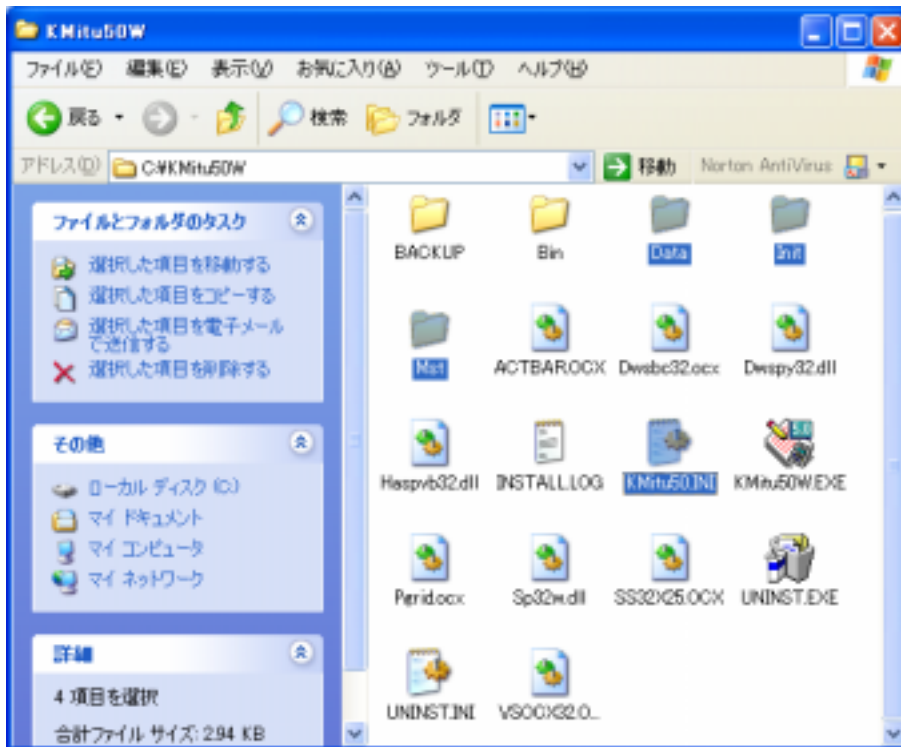 KMitu50W
ファイル(F) 編集(E) 表示(V) お気に入り(A) ツール(T) ヘルプ(H)
戻る 検索 フォルダ
アドレス(D) C:¥KMitu50W 移動 Norton AntiVirus
ファイルとフォルダのタスク
選択した項目を移動する
選択した項目をコピーする
選択した項目を電子メール
で送信する
選択した項目を削除する
その他
ローカル ディスク (C:)
マイ ドキュメント
マイ コンピュータ
マイ ネットワーク
詳細
4 項目を選択
合計ファイル サイズ: 2.94 KB
BACKUP Bin Data Init
Mst ACTBAR.OCX Dwsbc32.ocx Dwspy32.dll
Haspvb32.dll INSTALL.LOG KMitu50.INI KMitu50W.EXE
5.0
Pgrid.ocx Sp32w.dll SS32X25.OCX UNINST.EXE
UNINST.INI VSOCX32.O...